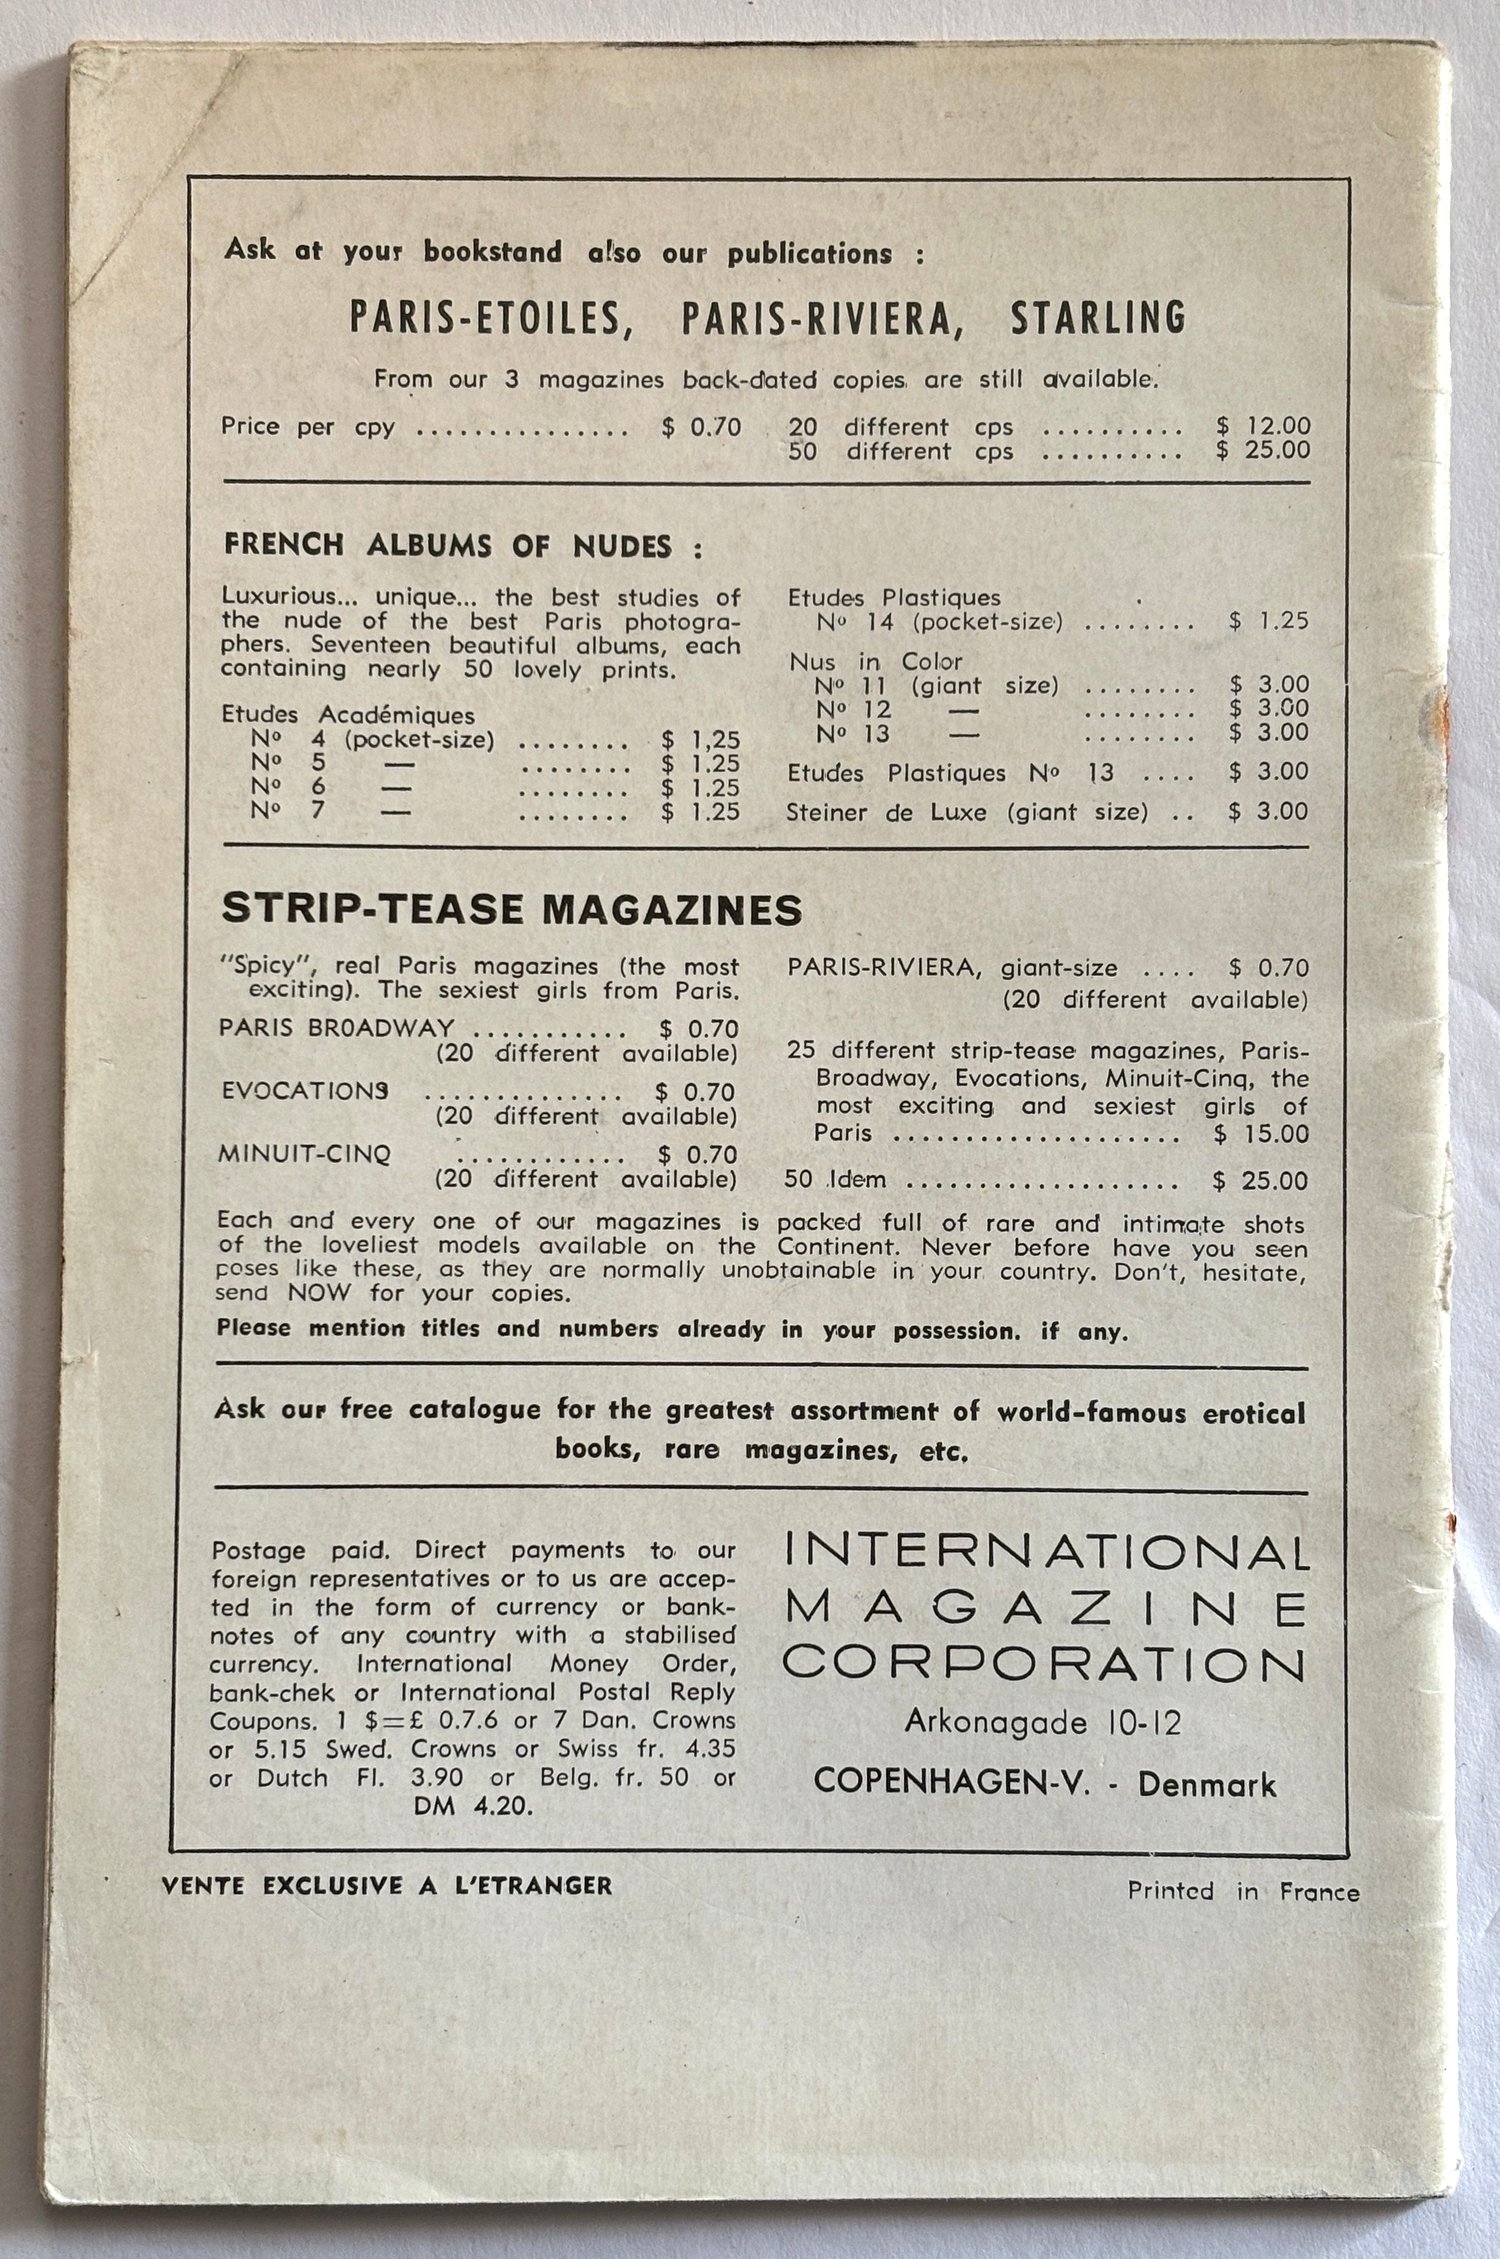 Ask at your bookstand also our publications :
PARIS-ETOILES, PARIS-RIVIERA, STARLING
From our 3 magazines back-dated copies are still available.
Price per cpy ............... $ 0.70
20 different cps .......... $ 12.00
50 different cps .......... $ 25.00
FRENCH ALBUMS OF NUDES :
Luxurious... unique... the best studies of
the nude of the best Paris photogra-
phers. Seventeen beautiful albums, each
containing nearly 50 lovely prints.
Etudes Académiques
Nº 4 (pocket-size) ........ $ 1,25
Nº 5 — ........ $ 1.25
Nº 6 — ........ $ 1.25
Nº 7 — ........ $ 1.25
Etudes Plastiques
Nº 14 (pocket-size) ........ $ 1.25
Nus in Color
Nº 11 (giant size) ........ $ 3.00
Nº 12 — ........ $ 3.00
Nº 13 — ........ $ 3.00
Etudes Plastiques Nº 13 .... $ 3.00
Steiner de Luxe (giant size) .. $ 3.00
STRIP-TEASE MAGAZINES
"Spicy", real Paris magazines (the most
exciting). The sexiest girls from Paris.
PARIS BROADWAY ........... $ 0.70
(20 different available)
EVOCATIONS .............. $ 0.70
(20 different available)
MINUIT-CINQ ............ $ 0.70
(20 different available)
PARIS-RIVIERA, giant-size .... $ 0.70
(20 different available)
25 different strip-tease magazines, Paris-
Broadway, Evocations, Minuit-Cinq, the
most exciting and sexiest girls of
Paris .................... $ 15.00
50 Idem ................... $ 25.00
Each and every one of our magazines is packed full of rare and intimate shots
of the loveliest models available on the Continent. Never before have you seen
poses like these, as they are normally unobtainable in your country. Don't, hesitate,
send NOW for your copies.
Please mention titles and numbers already in your possession. if any.
Ask our free catalogue for the greatest assortment of world-famous erotical
books, rare magazines, etc.
Postage paid. Direct payments to our
foreign representatives or to us are accep-
ted in the form of currency or bank-
notes of any country with a stabilised
currency. International Money Order,
bank-chek or International Postal Reply
Coupons. 1 $=£ 0.7.6 or 7 Dan. Crowns
or 5.15 Swed. Crowns or Swiss fr. 4.35
or Dutch Fl. 3.90 or Belg. fr. 50 or
DM 4.20.
INTERNATIONAL
MAGAZINE
CORPORATION
Arkonagade 10-12
COPENHAGEN-V. - Denmark
VENTE EXCLUSIVE A L'ETRANGER
Printed in France